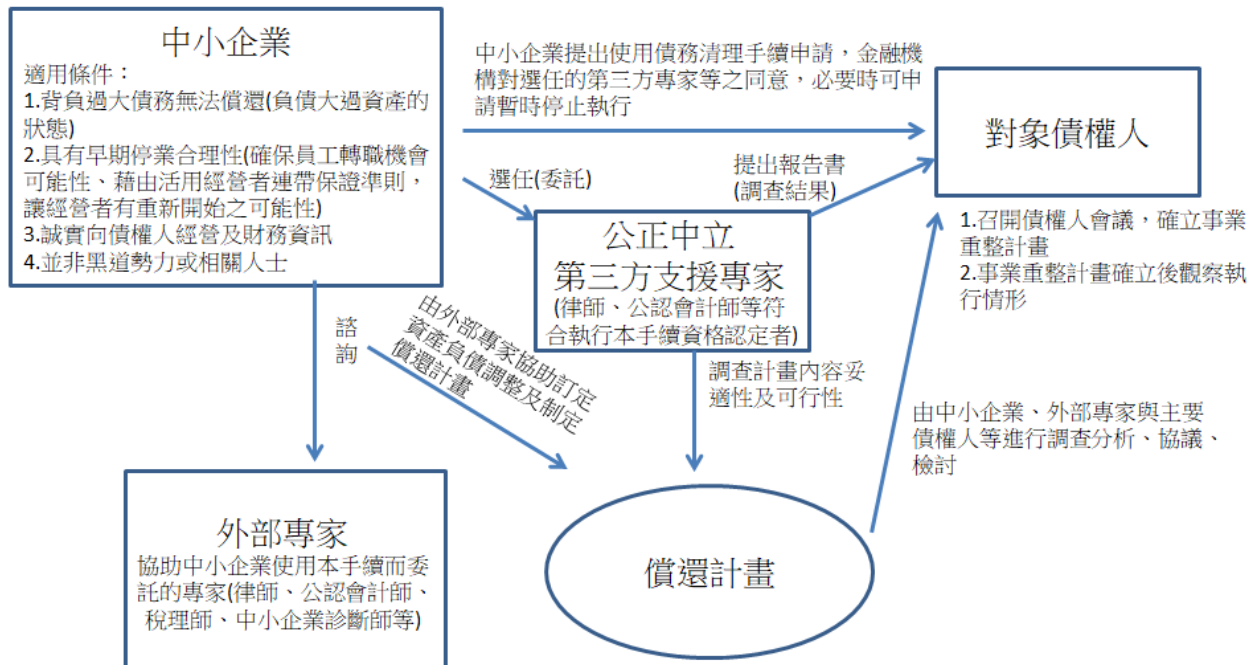 中小企業
適用條件：
1.背負過大債務無法償還(負債大過資產的
狀態)
2.具有早期停業合理性(確保員工轉職機會
可能性、藉由活用經營者連帶保證準則，
讓經營者有重新開始之可能性)
3.誠實向債權人經營及財務資訊
4.並非黑道勢力或相關人士
中小企業提出使用債務清理手續申請，金融機
構對選任的第三方專家等之同意，必要時可申
請暫時停止執行
對象債權人
選任(委託)
提出報告書
(調查結果)
公正中立
第三方支援專家
(律師、公認會計師等符
合執行本手續資格認定者)
1.召開債權人會議，確立事業
重整計畫
2.事業重整計畫確立後觀察執
行情形
諮
詢
由外部專家協助訂定
資產負債調整及制定
償還計畫
調查計畫內容妥
適性及可行性
由中小企業、外部專家與主要
債權人等進行調查分析、協議、
檢討
外部專家
協助中小企業使用本手續而委
託的專家(律師、公認會計師、
稅理師、中小企業診斷師等)
償還計畫